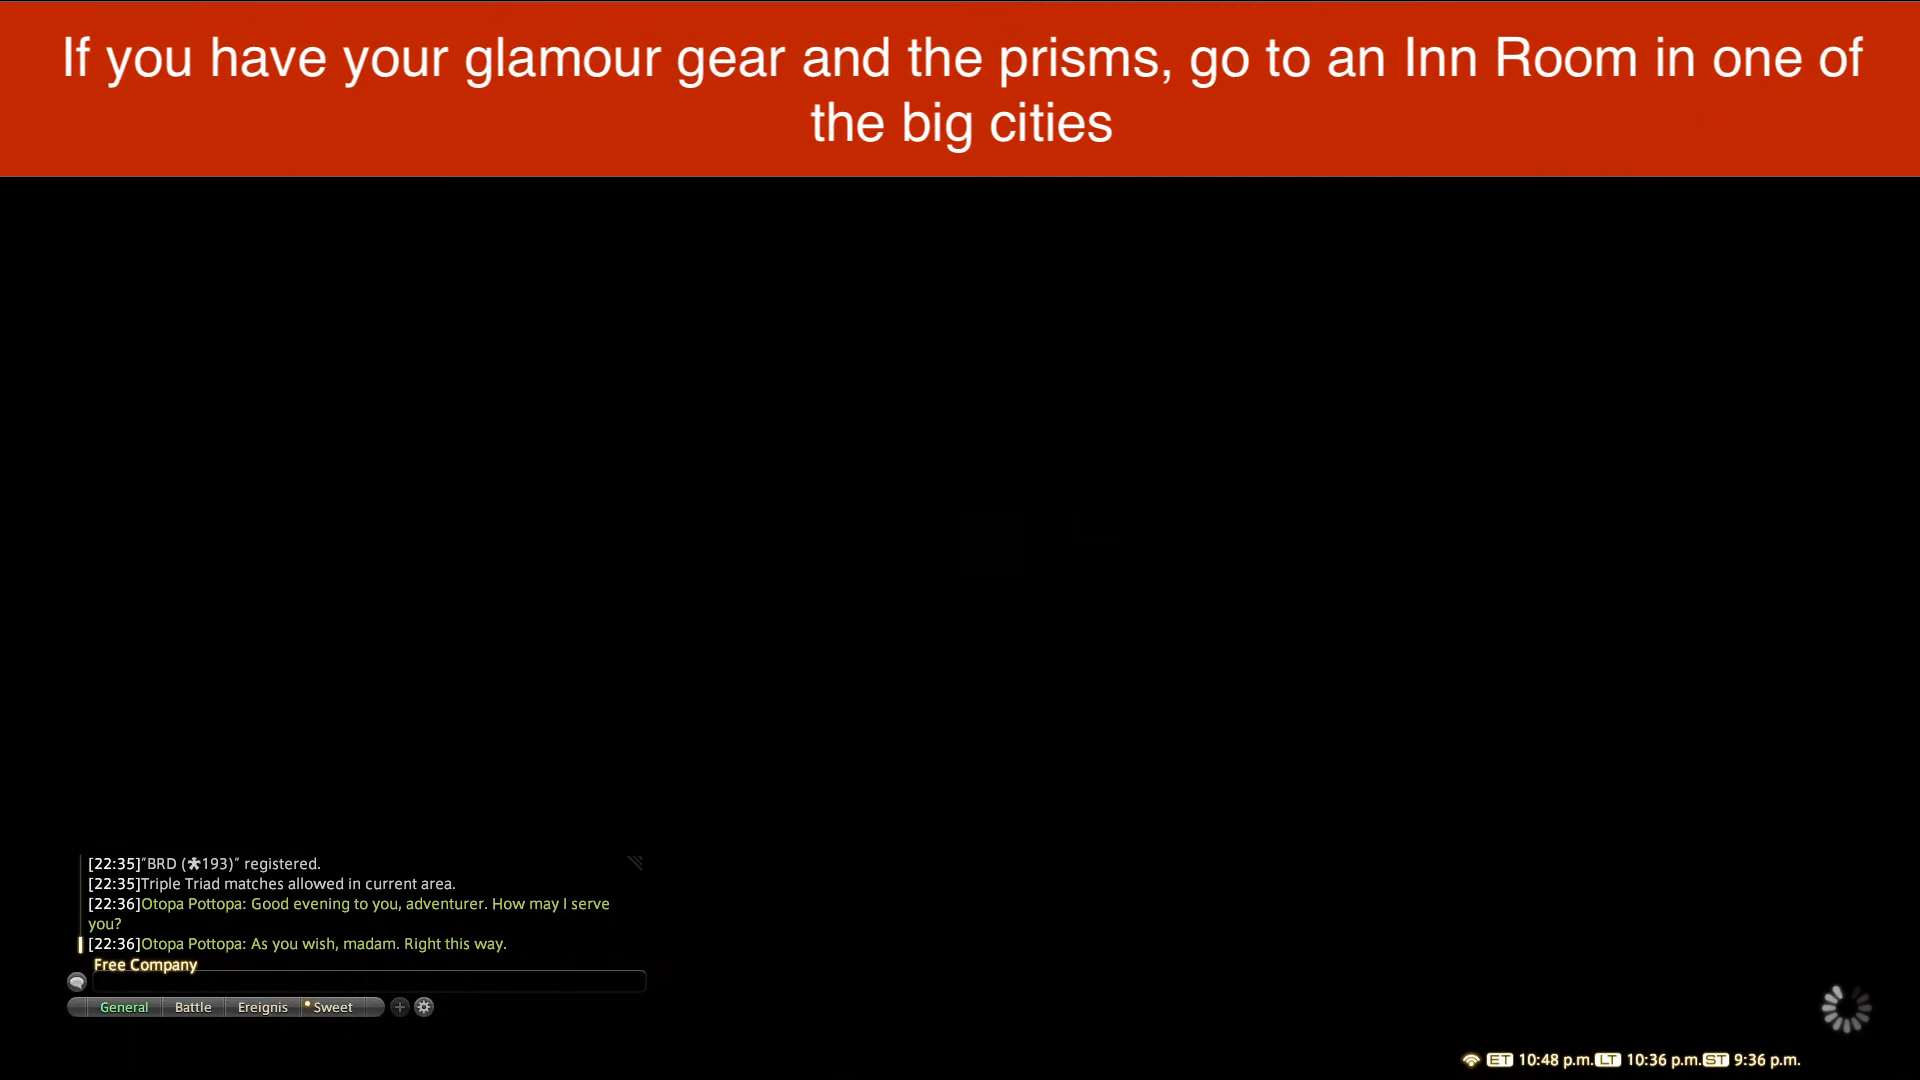 If you have your glamour gear and the prisms, go to an Inn Room in one of
the big cities
[22:35]"BRD (193)" registered.
[22:35]Triple Triad matches allowed in current area.
[22:36]Otopa Pottopa: Good evening to you, adventurer. How may I serve
you?
[22:36]Otopa Pottopa: As you wish, madam. Right this way.
Free Company
General Battle Ereignis Sweet
ET 10:48 p.m. LT 10:36 p.m. ST 9:36 p.m.